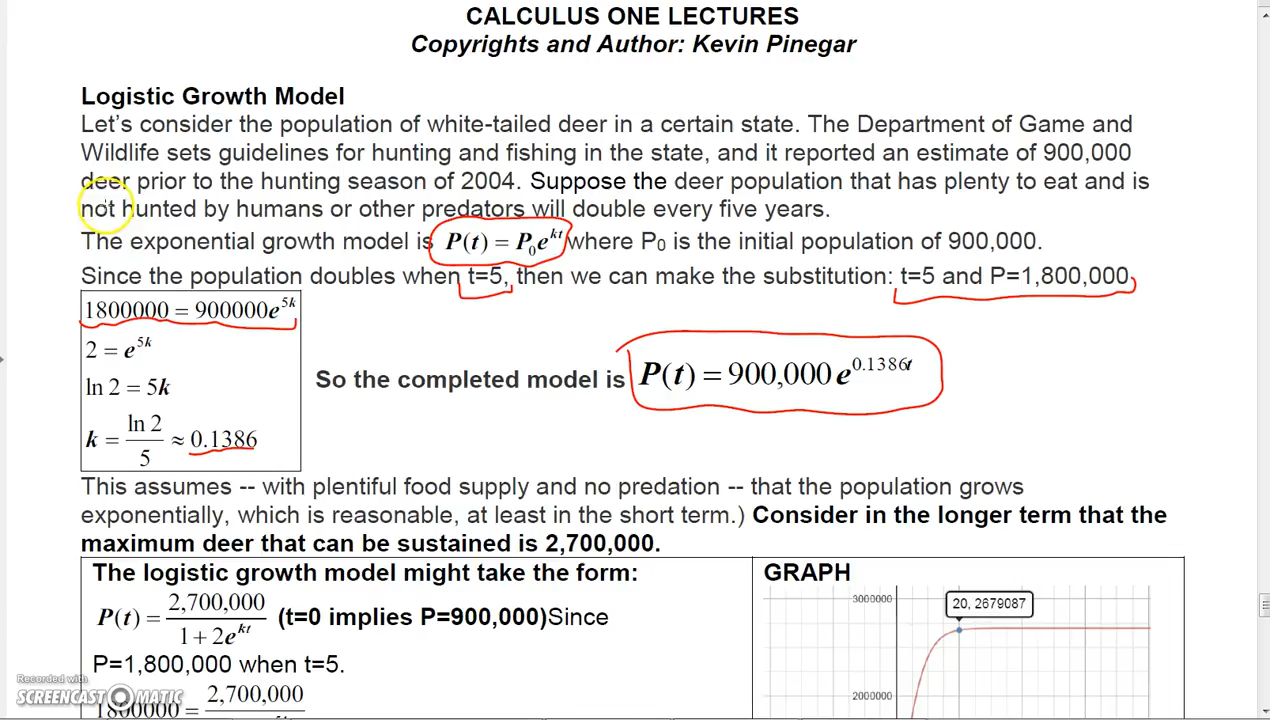 CALCULUS ONE LECTURES
Copyrights and Author: Kevin Pinegar
Logistic Growth Model
Let's consider the population of white-tailed deer in a certain state. The Department of Game and
Wildlife sets guidelines for hunting and fishing in the state, and it reported an estimate of 900,000
deer prior to the hunting season of 2004. Suppose the deer population that has plenty to eat and is
not hunted by humans or other predators will double every five years.
The exponential growth model is P(t) = P₀e^{kt} where P₀ is the initial population of 900,000.
Since the population doubles when t=5, then we can make the substitution: t=5 and P=1,800,000
1800000 = 900000e^{5k}
2 = e^{5k}
ln 2 = 5k
k = \frac{ln 2}{5} ≈ 0.1386
So the completed model is P(t) = 900,000 e^{0.1386t}
This assumes -- with plentiful food supply and no predation -- that the population grows
exponentially, which is reasonable, at least in the short term.) Consider in the longer term that the
maximum deer that can be sustained is 2,700,000.
The logistic growth model might take the form:
P(t) = \frac{2,700,000}{1+2e^{kt}} (t=0 implies P=900,000)Since
P=1,800,000 when t=5.
1800000 = 2,700,000
GRAPH
3000000
20, 2679087
2000000
Recorded with
SCREENCAST MATIC